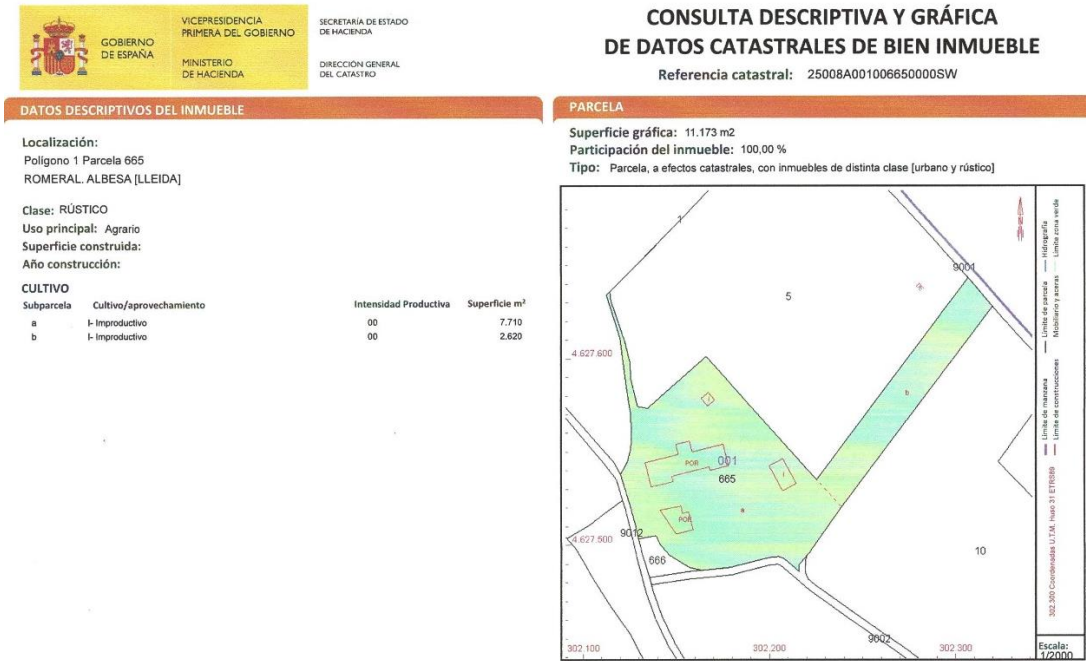 GOBIERNO
DE ESPAÑA
VICEPRESIDENCIA
PRIMERA DEL GOBIERNO
MINISTERIO
DE HACIENDA
SECRETARÍA DE ESTADO
DE HACIENDA
DIRECCIÓN GENERAL
DEL CATASTRO
CONSULTA DESCRIPTIVA Y GRÁFICA
DE DATOS CATASTRALES DE BIEN INMUEBLE
Referencia catastral: 25008A001006650000SW
DATOS DESCRIPTIVOS DEL INMUEBLE
Localización:
Polígono 1 Parcela 665
ROMERAL. ALBESA [LLEIDA]
Clase: RÚSTICO
Uso principal: Agrario
Superficie construida:
Año construcción:
CULTIVO
Subparcela Cultivo/aprovechamiento Intensidad Productiva Superficie m²
a I- Improductivo 00 7.710
b I- Improductivo 00 2.620
PARCELA
Superficie gráfica: 11.173 m2
Participación del inmueble: 100,00 %
Tipo: Parcela, a efectos catastrales, con inmuebles de distinta clase [urbano y rústico]
1
9001
5
4.627.600
b
I
POR
001
665
I
a
POR
9012
4.627.500
666
10
9002
302.100
302.200
302.300
Límite de manzana
Límite de parcela
Hidrografía
Límite de construcciones
Mobiliario y aceras
Límite zona verde
302.300 Coordenadas U.T.M. Huso 31 ETRS89
Escala:
1/2000